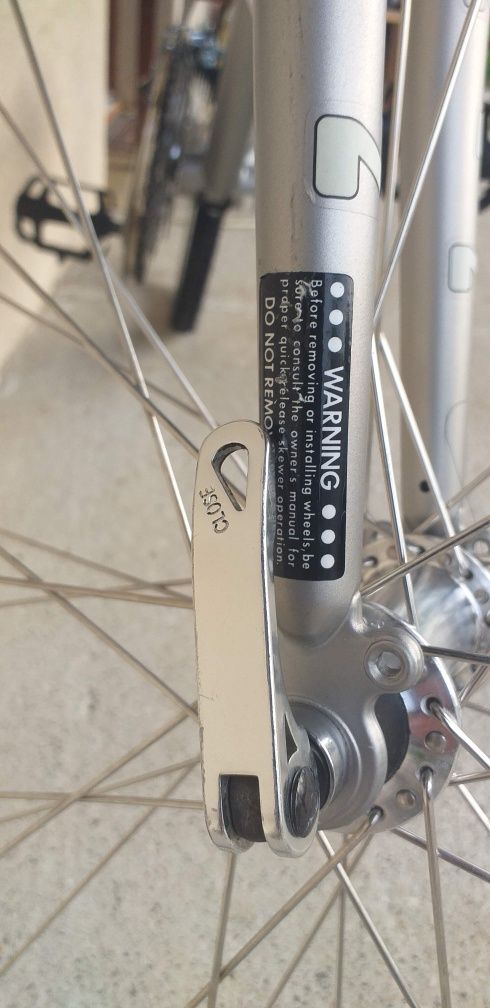 WARNING
Before removing or installing wheels, be
sure to consult the owner's manual for
proper quick release skewer operation.
DO NOT REMO
CLOSE